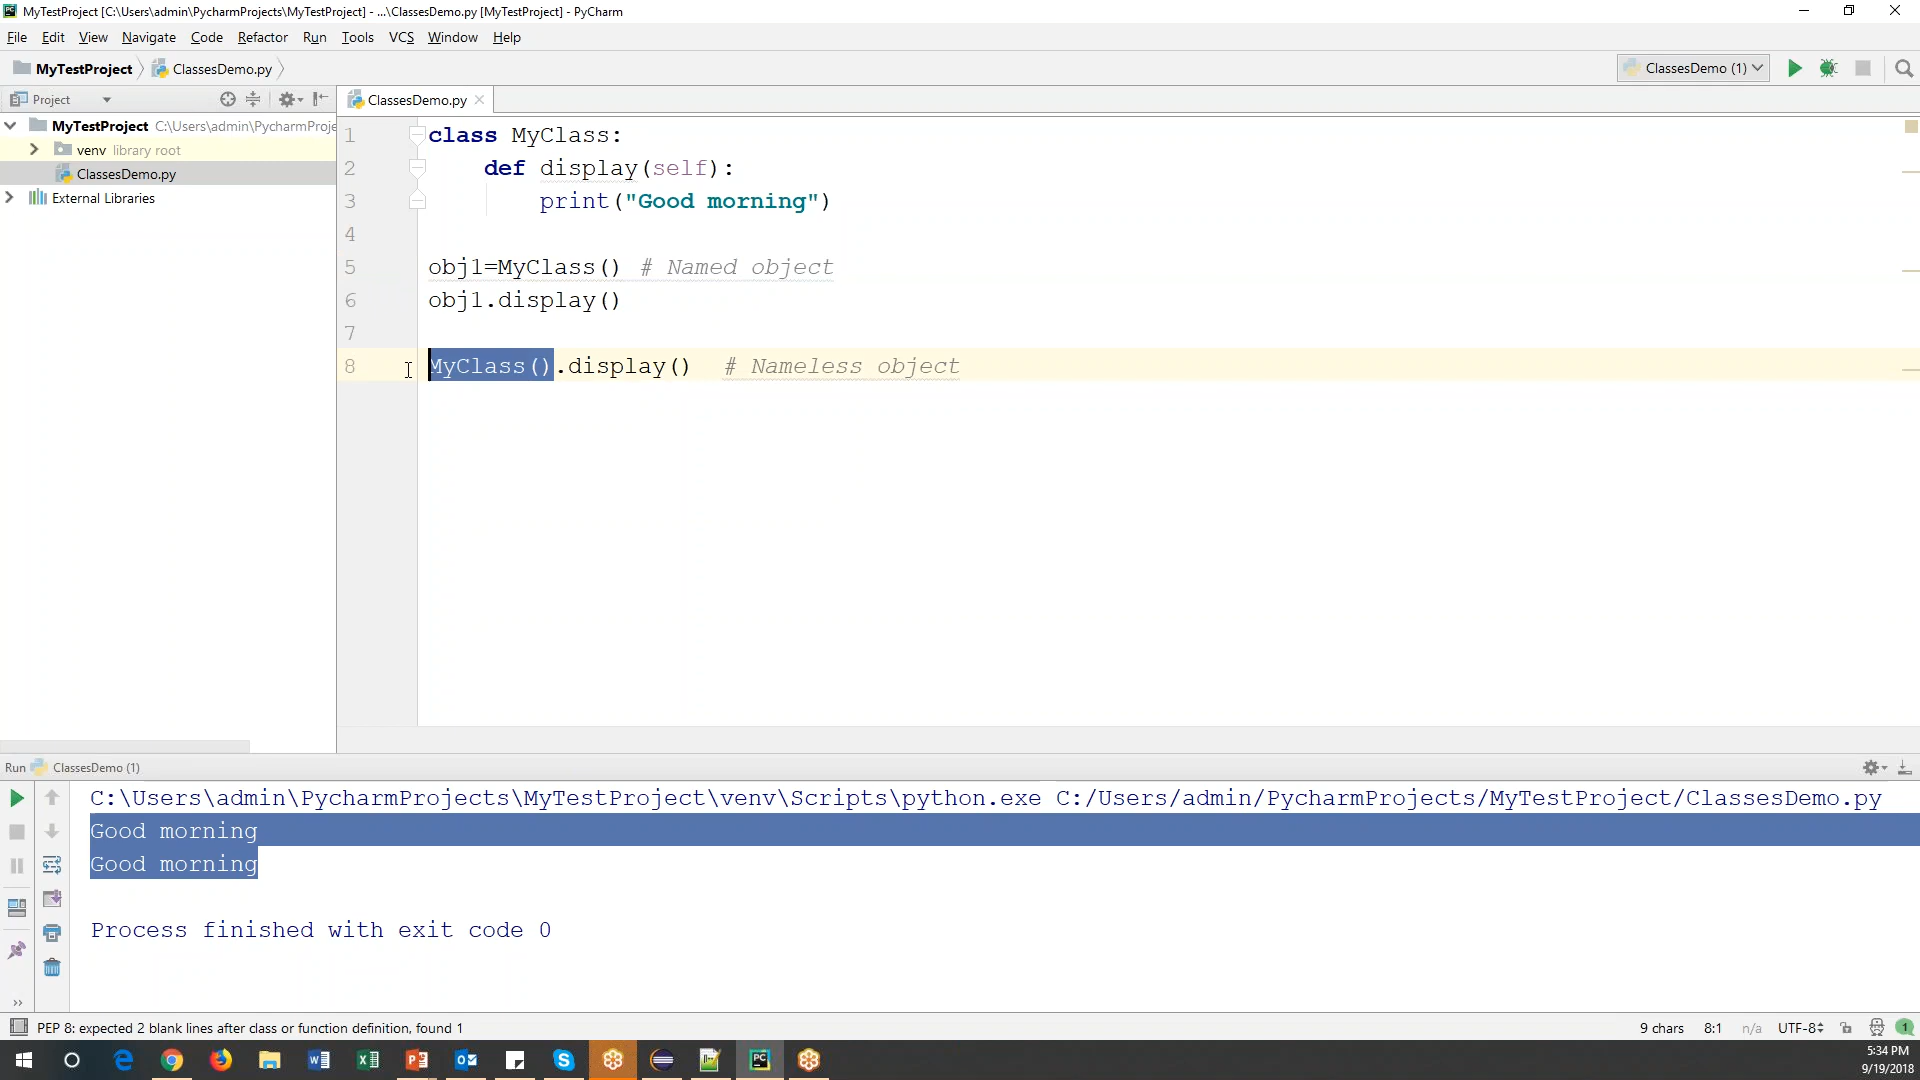 MyTestProject [C:\Users\admin\PycharmProjects\MyTestProject] - ...\ClassesDemo.py [MyTestProject] - PyCharm
File Edit View Navigate Code Refactor Run Tools VCS Window Help
MyTestProject ClassesDemo.py ClassesDemo (1)
Project ClassesDemo.py
MyTestProject C:\Users\admin\PycharmProje
venv library root
ClassesDemo.py
External Libraries
1 class MyClass:
2 def display(self):
3 print("Good morning")
4
5 obj1=MyClass() # Named object
6 obj1.display()
7
8 MyClass().display() # Nameless object
Run ClassesDemo (1)
C:\Users\admin\PycharmProjects\MyTestProject\venv\Scripts\python.exe C:/Users/admin/PycharmProjects/MyTestProject/ClassesDemo.py
Good morning
Good morning
Process finished with exit code 0
PEP 8: expected 2 blank lines after class or function definition, found 1 9 chars 8:1 n/a UTF-8 1
5:34 PM
9/19/2018